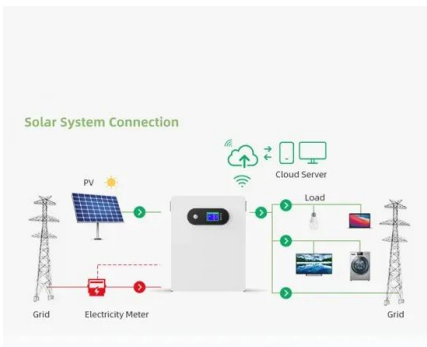 Solar System Connection
PV
Cloud Server
Load
Grid
Electricity Meter
Grid